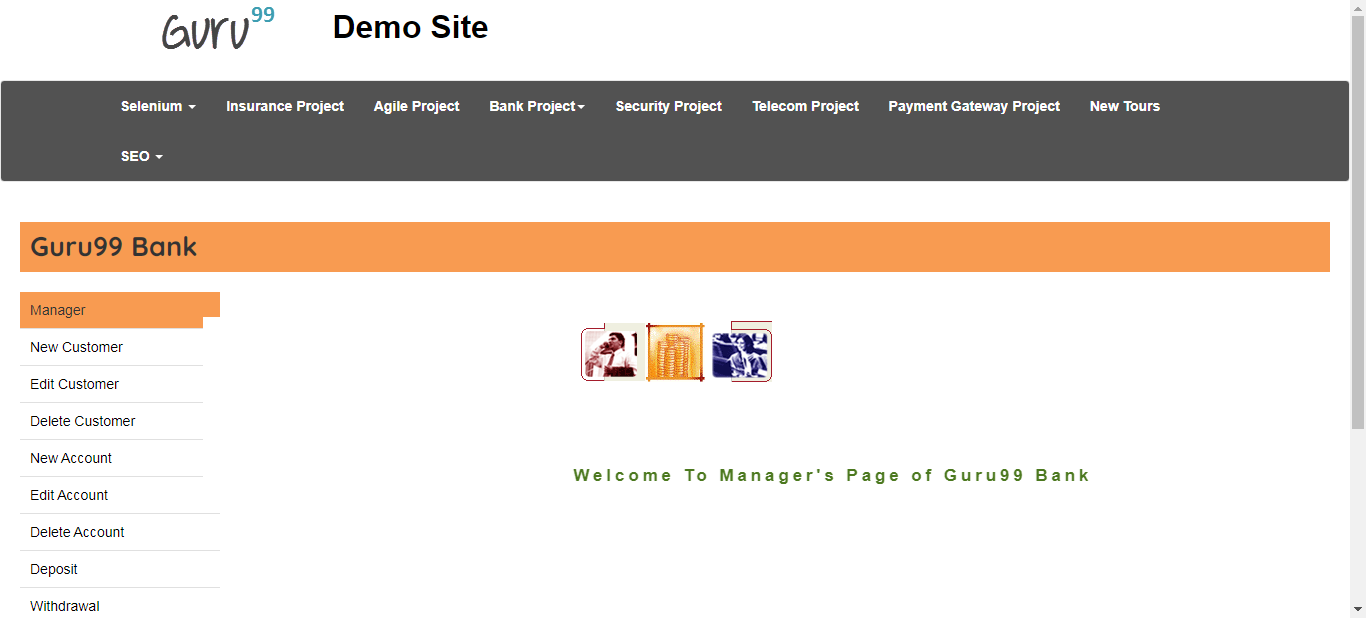 Guru99 Demo Site
Selenium Insurance Project Agile Project Bank Project Security Project Telecom Project Payment Gateway Project New Tours
SEO
Guru99 Bank
Manager
New Customer
Edit Customer
Delete Customer
New Account
Edit Account
Delete Account
Deposit
Withdrawal
Welcome To Manager's Page of Guru99 Bank